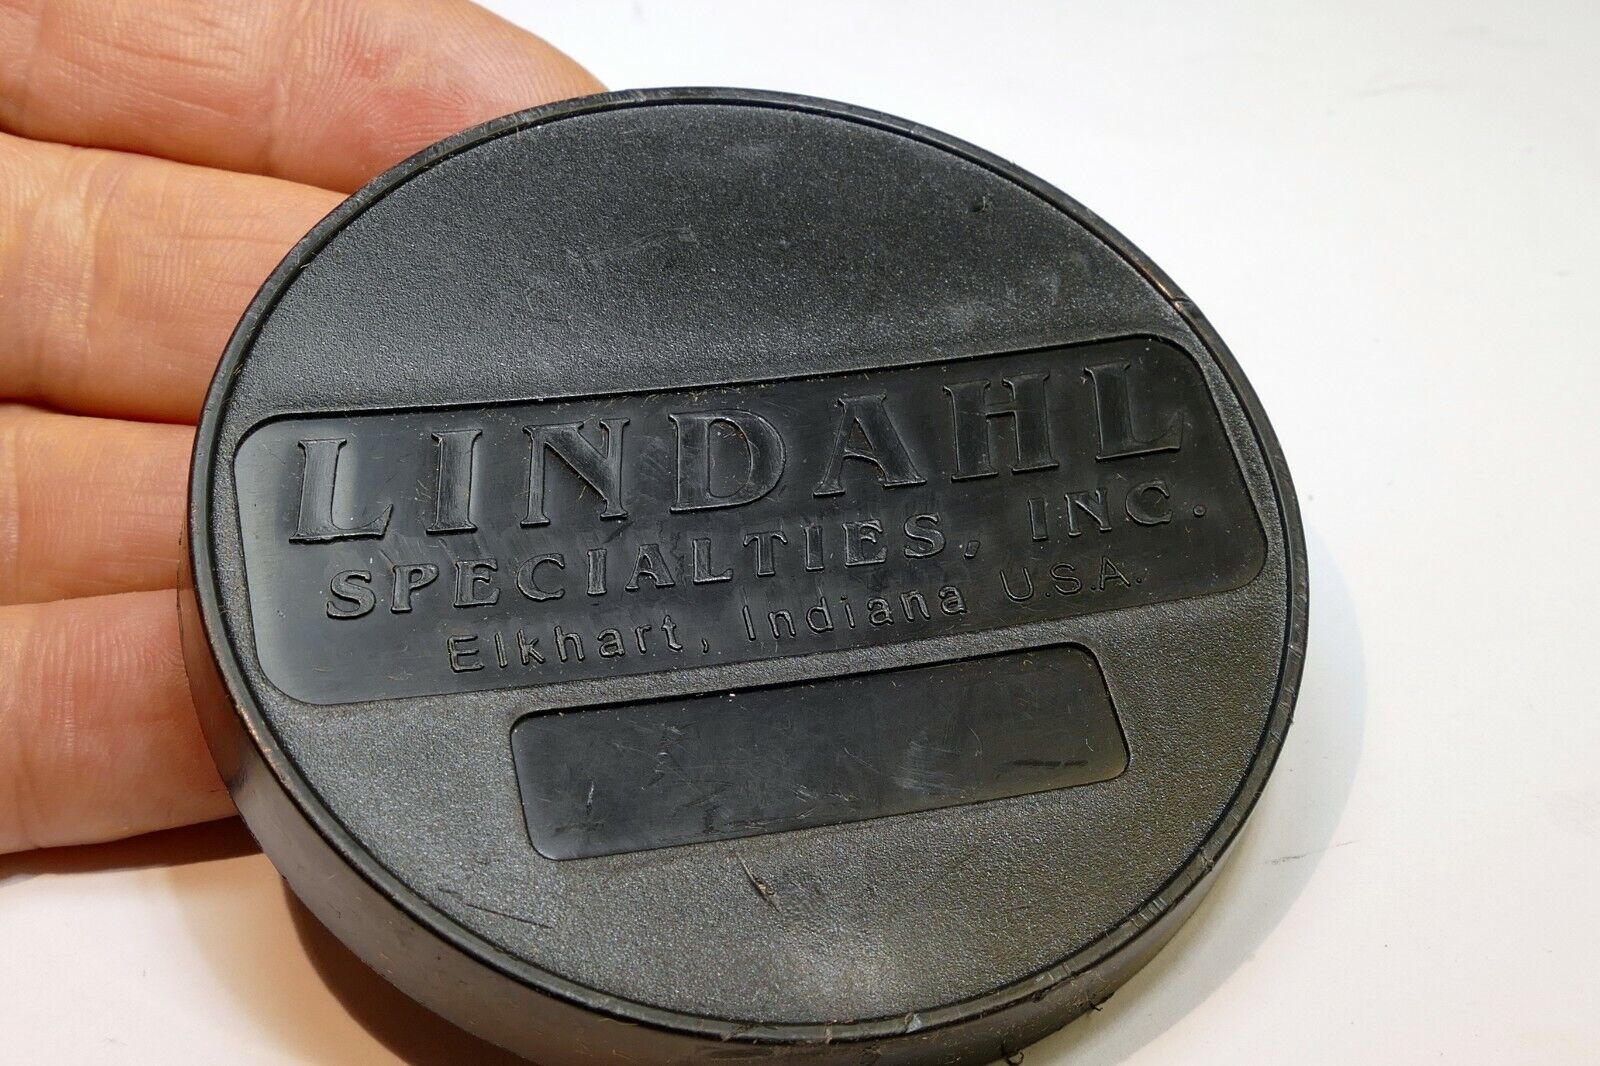 LINDAHL
SPECIALTIES, INC.
Elkhart, Indiana U.S.A.